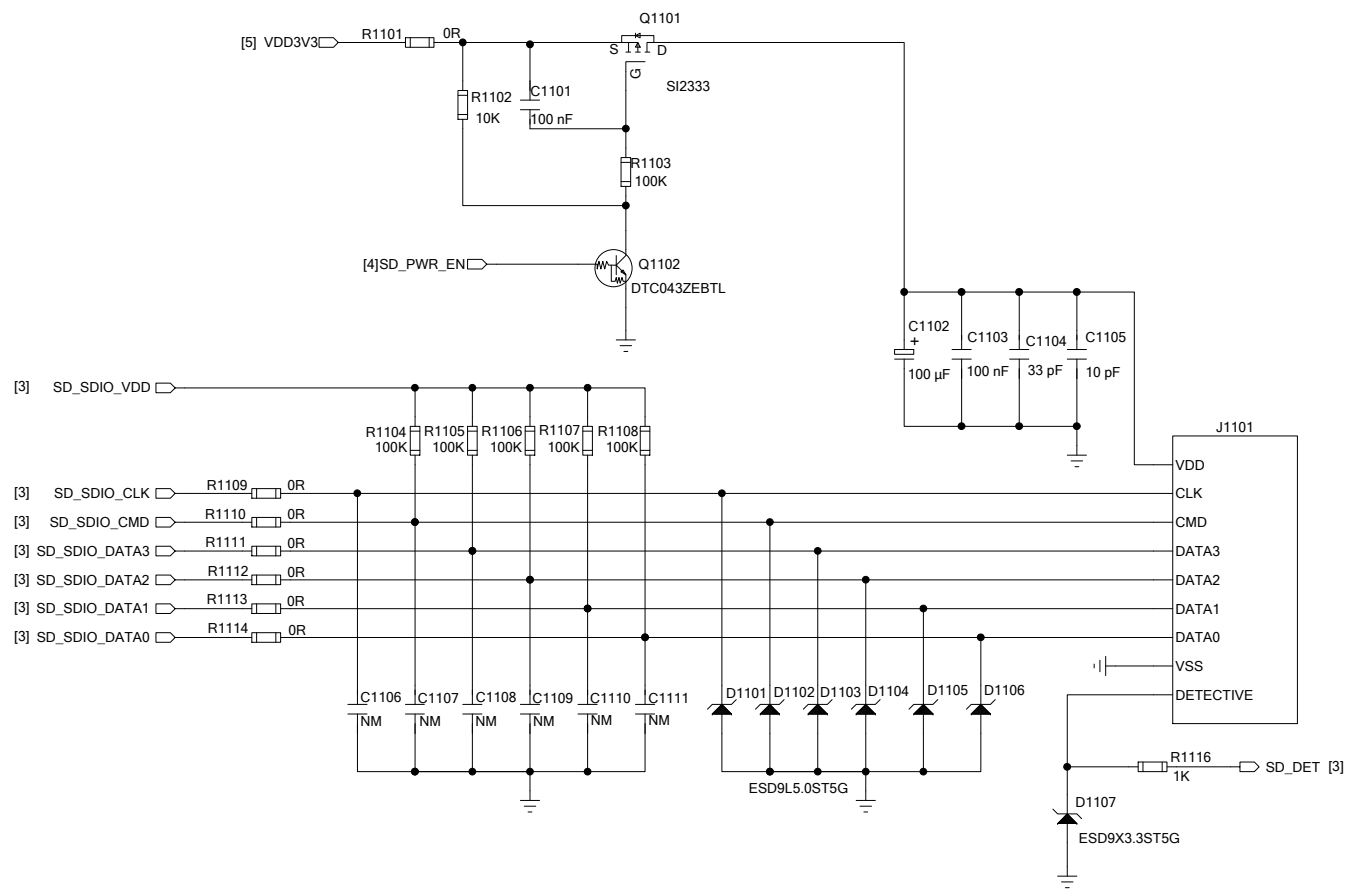 Q1101
[5] VDD3V3
R1101
0R
S
D
G
SI2333
R1102
10K
C1101
100 nF
R1103
100K
[4]SD_PWR_EN
Q1102
DTC043ZEBTL
C1102
+
100 µF
C1103
100 nF
C1104
33 pF
C1105
10 pF
[3] SD_SDIO_VDD
R1104
100K
R1105
100K
R1106
100K
R1107
100K
R1108
100K
J1101
VDD
[3] SD_SDIO_CLK
R1109
0R
CLK
[3] SD_SDIO_CMD
R1110
0R
CMD
[3] SD_SDIO_DATA3
R1111
0R
DATA3
[3] SD_SDIO_DATA2
R1112
0R
DATA2
[3] SD_SDIO_DATA1
R1113
0R
DATA1
[3] SD_SDIO_DATA0
R1114
0R
DATA0
VSS
DETECTIVE
C1106
NM
C1107
NM
C1108
NM
C1109
NM
C1110
NM
C1111
NM
D1101
D1102
D1103
D1104
D1105
D1106
ESD9L5.0ST5G
R1116
1K
SD_DET [3]
D1107
ESD9X3.3ST5G